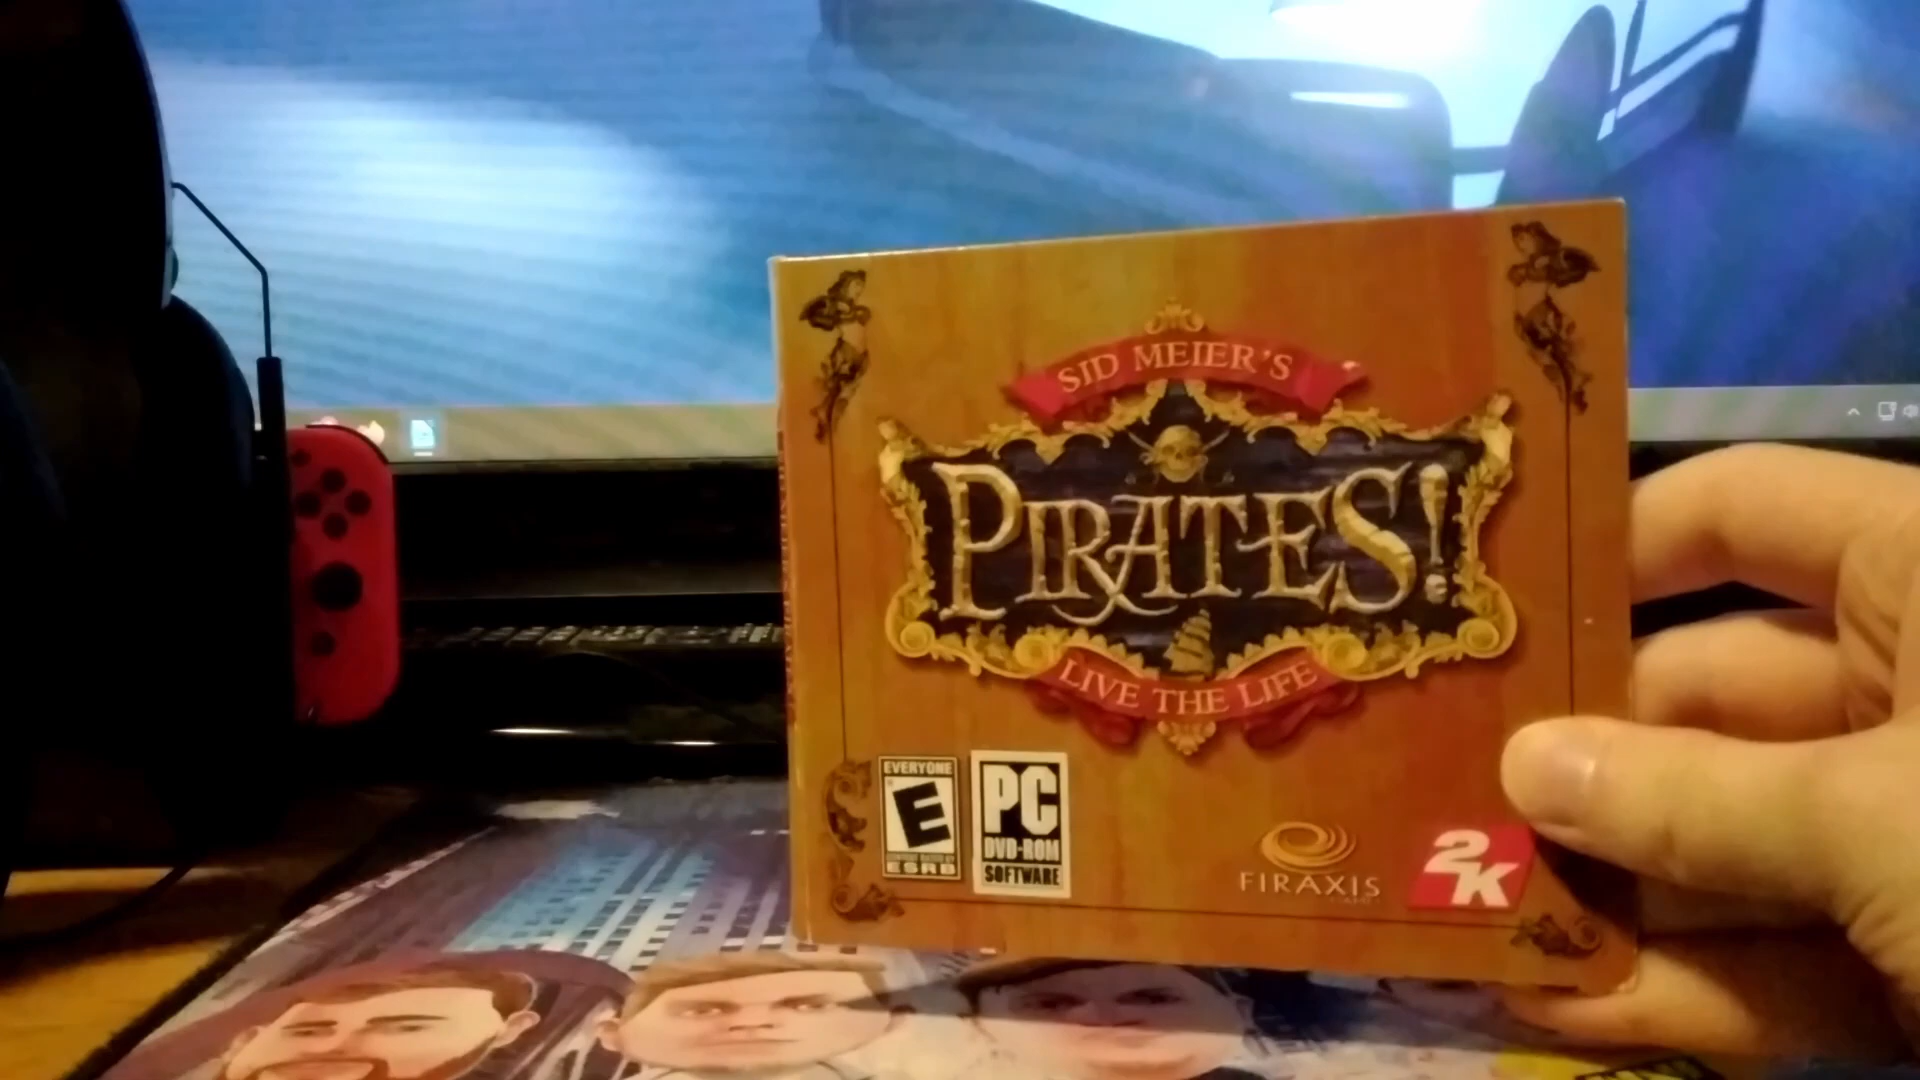 SID MEIER'S
PIRATES!
LIVE THE LIFE
EVERYONE
E
ESRB
PC
DVD-ROM
SOFTWARE
FIRAXIS
2K